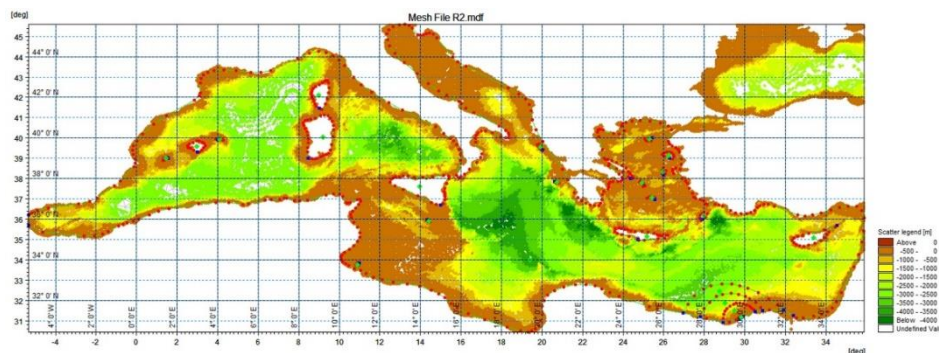 Mesh File R2.mdf
[deg]
45
44
44° 0' N
43
42
42° 0' N
41
40
40° 0' N
39
38
38° 0' N
37
36
36° 0' N
35
34
34° 0' N
33
32
32° 0' N
31
4° 0' W
2° 0' W
0° 0' E
2° 0' E
4° 0' E
6° 0' E
8° 0' E
10° 0' E
12° 0' E
14° 0' E
16° 0' E
18° 0' E
20° 0' E
22° 0' E
24° 0' E
26° 0' E
28° 0' E
30° 0' E
32° 0' E
34° 0' E
-4 -2 0 2 4 6 8 10 12 14 16 18 20 22 24 26 28 30 32 34
[deg]
Scatter legend [m]
Above 0
-500 - 0
-1000 - -500
-1500 - -1000
-2000 - -1500
-2500 - -2000
-3000 - -2500
-3500 - -3000
-4000 - -3500
Below -4000
Undefined Val